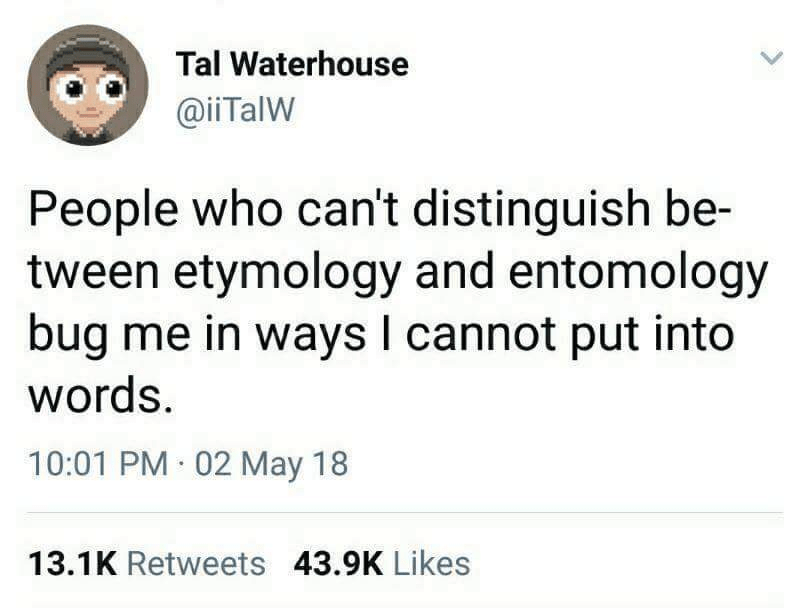 Tal Waterhouse
@iiTalW
People who can't distinguish be-
tween etymology and entomology
bug me in ways I cannot put into
words.
10:01 PM · 02 May 18
13.1K Retweets 43.9K Likes